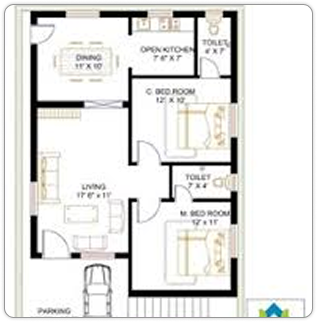 DINING
11' X 10'
OPEN KITCHEN
7' 6" X 7'
TOILET
4' X 7'
C. BED.ROOM
12' X 10'
LIVING
17' 6" X 11'
TOILET
7' X 4'
M. BED ROOM
12' X 11'
PARKING